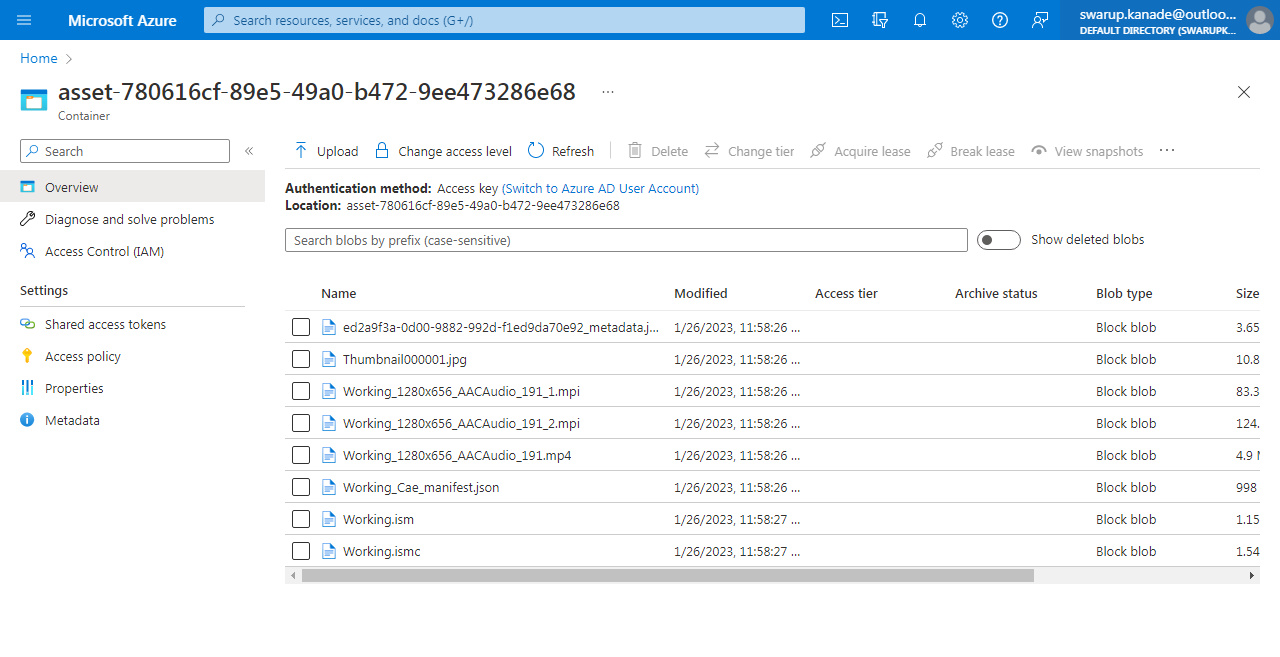 Microsoft Azure
Search resources, services, and docs (G+/)
swarup.kanade@outloo...
DEFAULT DIRECTORY (SWARUPK...
Home
asset-780616cf-89e5-49a0-b472-9ee473286e68 ...
Container
Search
Overview
Diagnose and solve problems
Access Control (IAM)
Settings
Shared access tokens
Access policy
Properties
Metadata
Upload Change access level Refresh Delete Change tier Acquire lease Break lease View snapshots ...
Authentication method: Access key (Switch to Azure AD User Account)
Location: asset-780616cf-89e5-49a0-b472-9ee473286e68
Search blobs by prefix (case-sensitive) Show deleted blobs
Name Modified Access tier Archive status Blob type Size
ed2a9f3a-0d00-9882-992d-f1ed9da70e92_metadata.j... 1/26/2023, 11:58:26 ... Block blob 3.65
Thumbnail000001.jpg 1/26/2023, 11:58:26 ... Block blob 10.8
Working_1280x656_AACAudio_191_1.mpi 1/26/2023, 11:58:26 ... Block blob 83.3
Working_1280x656_AACAudio_191_2.mpi 1/26/2023, 11:58:26 ... Block blob 124.
Working_1280x656_AACAudio_191.mp4 1/26/2023, 11:58:26 ... Block blob 4.9
Working_Cae_manifest.json 1/26/2023, 11:58:26 ... Block blob 998
Working.ism 1/26/2023, 11:58:27 ... Block blob 1.15
Working.ismc 1/26/2023, 11:58:27 ... Block blob 1.54